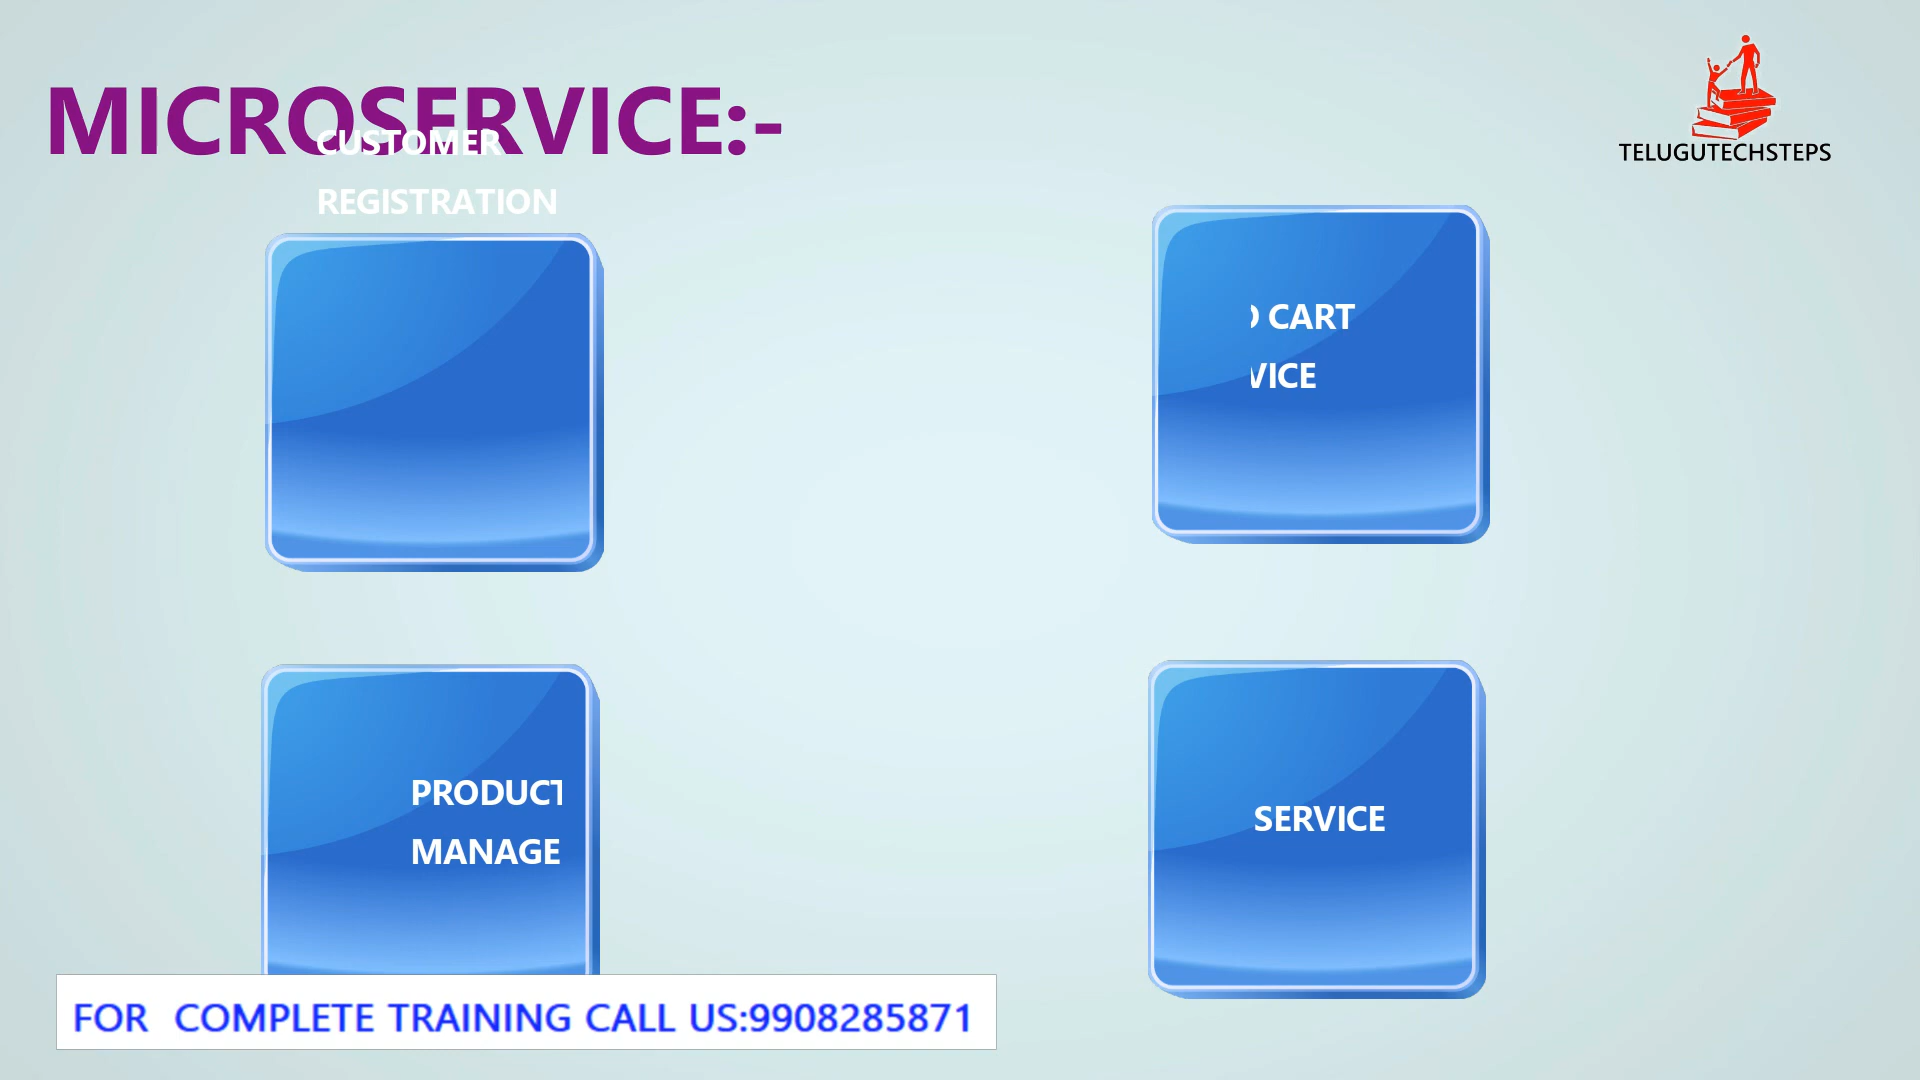 MICROSERVICE:-
CUSTOMER
REGISTRATION
TELUGUTECHSTEPS
CART
VICE
PRODUCT
MANAGE
SERVICE
FOR COMPLETE TRAINING CALL US:9908285871